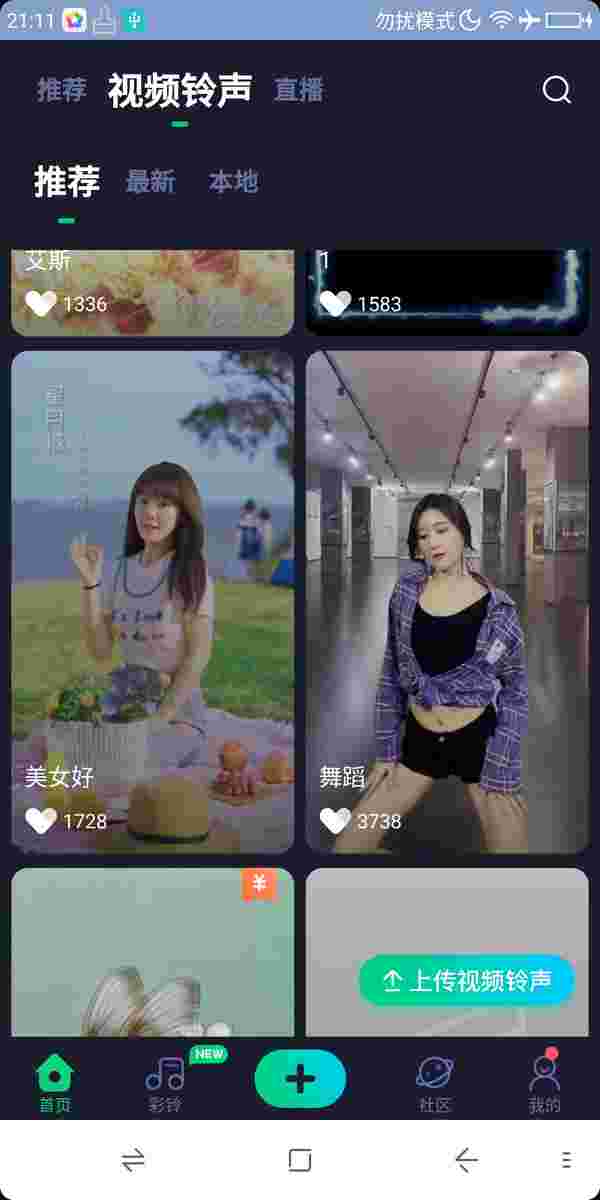 21:11 勿扰模式
推荐 视频铃声 直播
推荐 最新 本地
艾斯
1
1336
1583
美女好
舞蹈
1728
3738
¥
上传视频铃声
NEW
首页 彩铃 社区 我的